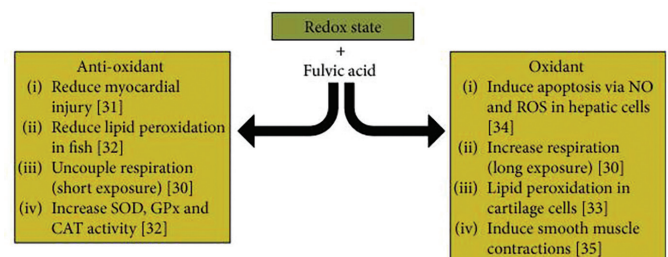 Redox state
+
Fulvic acid
Anti-oxidant
(i) Reduce myocardial
injury [31]
(ii) Reduce lipid peroxidation
in fish [32]
(iii) Uncouple respiration
(short exposure) [30]
(iv) Increase SOD, GPx and
CAT activity [32]
Oxidant
(i) Induce apoptosis via NO
and ROS in hepatic cells
[34]
(ii) Increase respiration
(long exposure) [30]
(iii) Lipid peroxidation in
cartilage cells [33]
(iv) Induce smooth muscle
contractions [35]